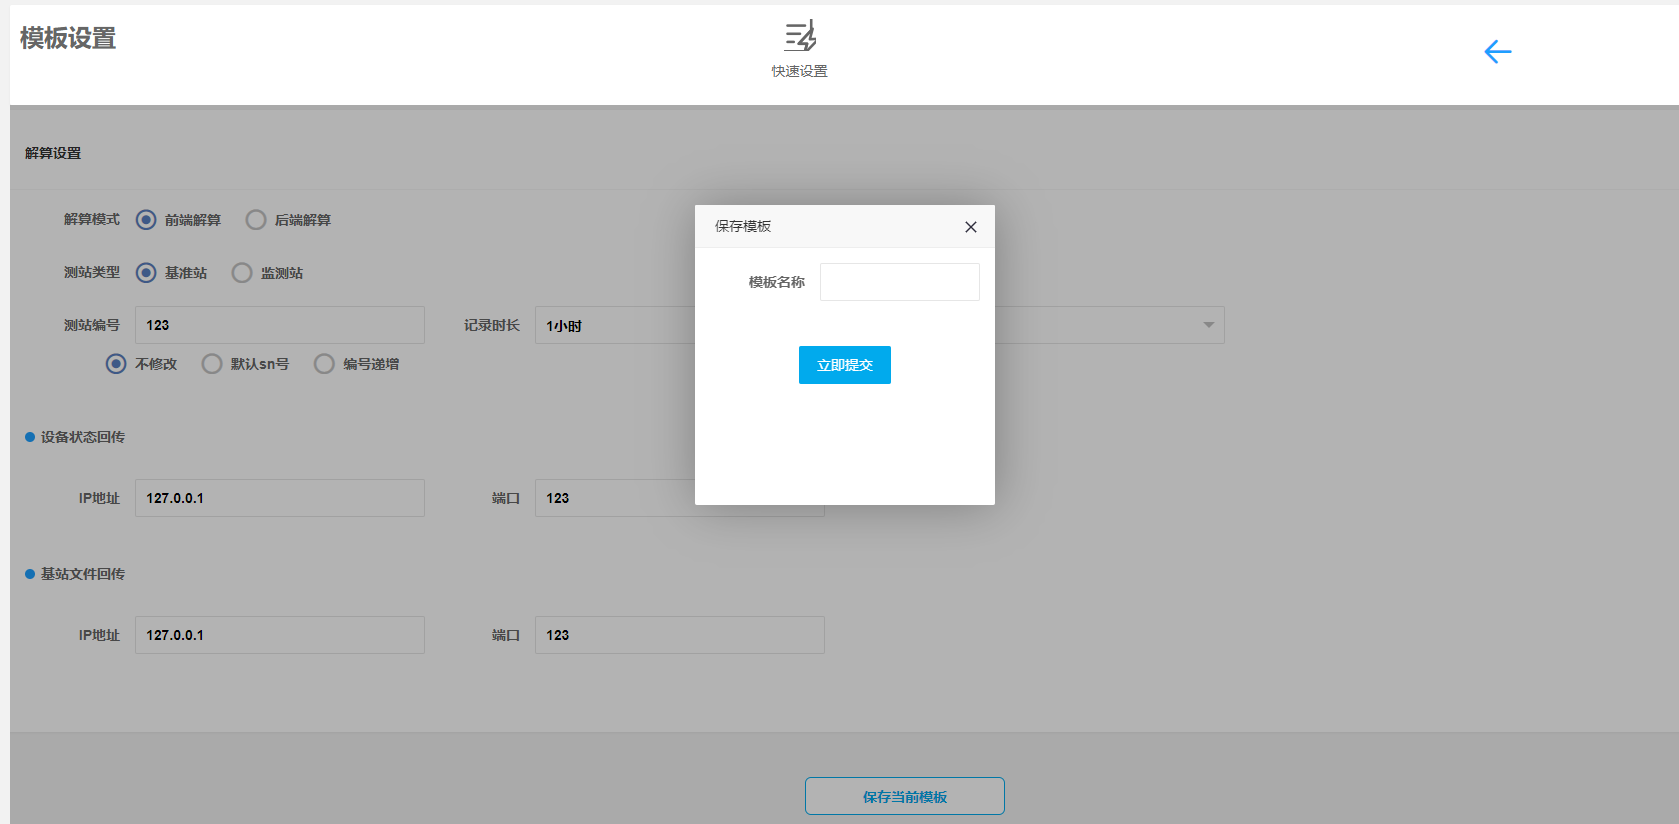 模板设置
快速设置
解算设置
解算模式 前端解算 后端解算
测站类型 基准站 监测站
测站编号 123 记录时长 1小时
不修改 默认sn号 编号递增
设备状态回传
IP地址 127.0.0.1 端口 123
基站文件回传
IP地址 127.0.0.1 端口 123
保存当前模板
保存模板
模板名称
立即提交